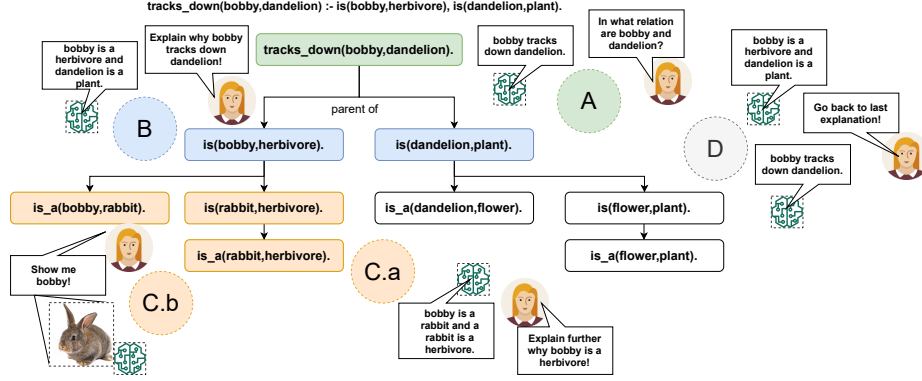 tracks_down(bobby,dandelion) :- is(bobby,herbivore), is(dandelion,plant).
bobby is a
herbivore and
dandelion is a
plant.
Explain why bobby
tracks down
dandelion!
tracks_down(bobby,dandelion).
bobby tracks
down dandelion.
In what relation
are bobby and
dandelion?
bobby is a
herbivore and
dandelion is a
plant.
Go back to last
explanation!
A
B
parent of
D
is(bobby,herbivore).
is(dandelion,plant).
bobby tracks
down dandelion.
is_a(bobby,rabbit).
is(rabbit,herbivore).
is_a(dandelion,flower).
is(flower,plant).
is_a(rabbit,herbivore).
is_a(flower,plant).
Show me
bobby!
C.b
C.a
bobby is a
rabbit and a
rabbit is a
herbivore.
Explain further
why bobby is a
herbivore!